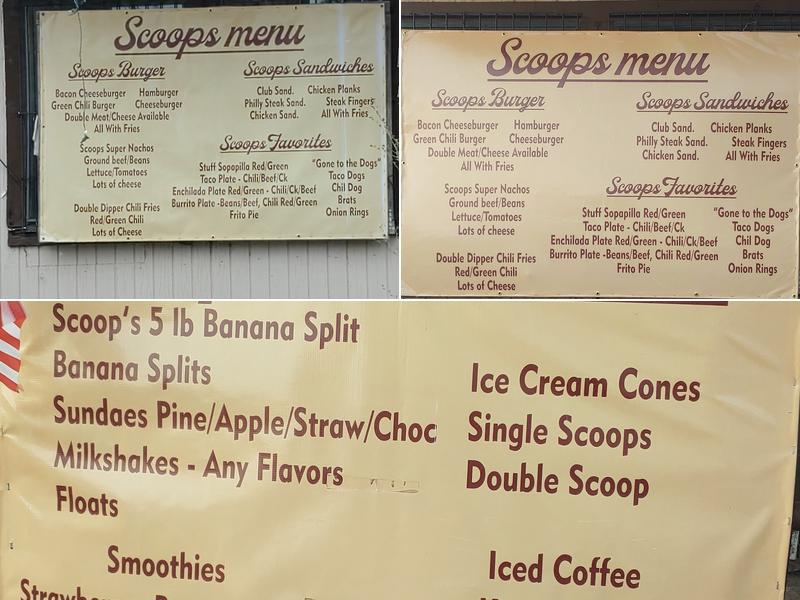 Scoops menu
Scoops Burger
Bacon Cheeseburger Hamburger
Green Chili Burger Cheeseburger
Double Meat/Cheese Available
All With Fries
Scoops Super Nachos
Ground beef/Beans
Lettuce/Tomatoes
Lots of cheese
Double Dipper Chili Fries
Red/Green Chili
Lots of Cheese
Scoops Sandwiches
Club Sand. Chicken Planks
Philly Steak Sand. Steak Fingers
Chicken Sand. All With Fries
Scoops Favorites
Stuff Sopapilla Red/Green
Taco Plate - Chili/Beef/Ck
Enchilada Plate Red/Green - Chili/Ck/Beef
Burrito Plate -Beans/Beef, Chili Red/Green
Frito Pie
"Gone to the Dogs"
Taco Dogs
Chil Dog
Brats
Onion Rings
Scoops menu
Scoops Burger
Bacon Cheeseburger Hamburger
Green Chili Burger Cheeseburger
Double Meat/Cheese Available
All With Fries
Scoops Super Nachos
Ground beef/Beans
Lettuce/Tomatoes
Lots of cheese
Double Dipper Chili Fries
Red/Green Chili
Lots of Cheese
Scoops Sandwiches
Club Sand. Chicken Planks
Philly Steak Sand. Steak Fingers
Chicken Sand. All With Fries
Scoops Favorites
Stuff Sopapilla Red/Green
Taco Plate - Chili/Beef/Ck
Enchilada Plate Red/Green - Chili/Ck/Beef
Burrito Plate -Beans/Beef, Chili Red/Green
Frito Pie
"Gone to the Dogs"
Taco Dogs
Chil Dog
Brats
Onion Rings
Scoop's 5 lb Banana Split
Banana Splits
Sundaes Pine/Apple/Straw/Choc
Milkshakes - Any Flavors
Floats
Smoothies
Ice Cream Cones
Single Scoops
Double Scoop
Iced Coffee